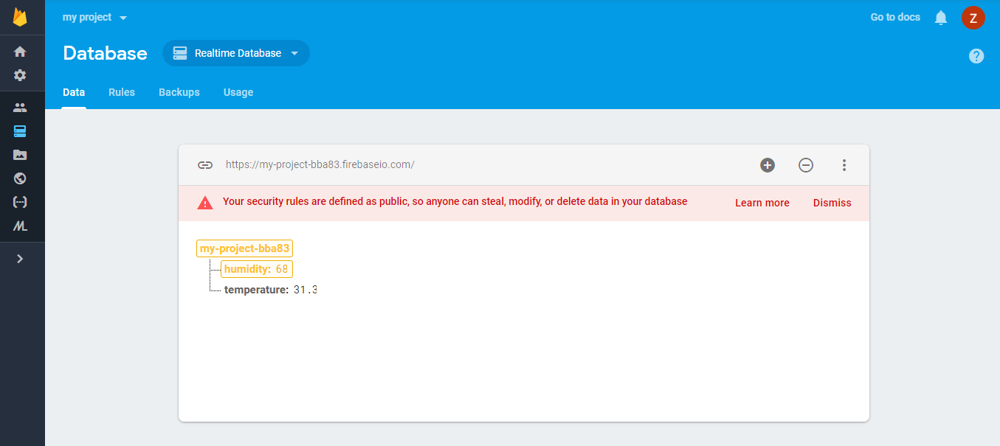 my project
Go to docs
Z
Database
Realtime Database
?
Data Rules Backups Usage
https://my-project-bba83.firebaseio.com/
Your security rules are defined as public, so anyone can steal, modify, or delete data in your database
Learn more
Dismiss
my-project-bba83
humidity: 68
temperature: 31.3
ML